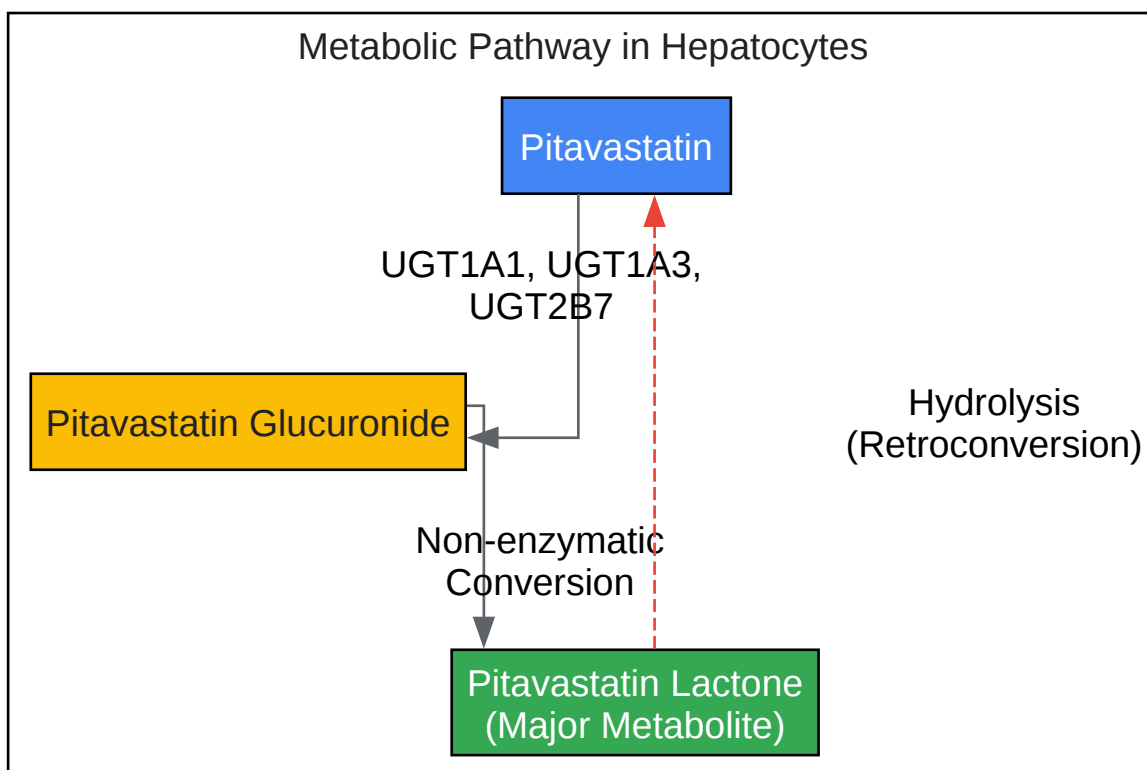 Metabolic Pathway in Hepatocytes
Pitavastatin
UGT1A1, UGT1A3,
UGT2B7
Pitavastatin Glucuronide
Hydrolysis
(Retroconversion)
Non-enzymatic
Conversion
Pitavastatin Lactone
(Major Metabolite)